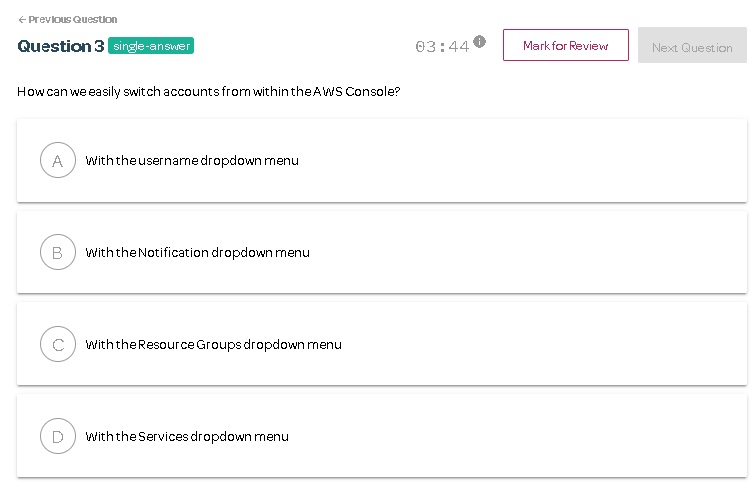 ← Previous Question
Question 3 single-answer 03:44 i Mark for Review Next Question
How can we easily switch accounts from within the AWS Console?
A With the username dropdown menu
B With the Notification dropdown menu
C With the Resource Groups dropdown menu
D With the Services dropdown menu